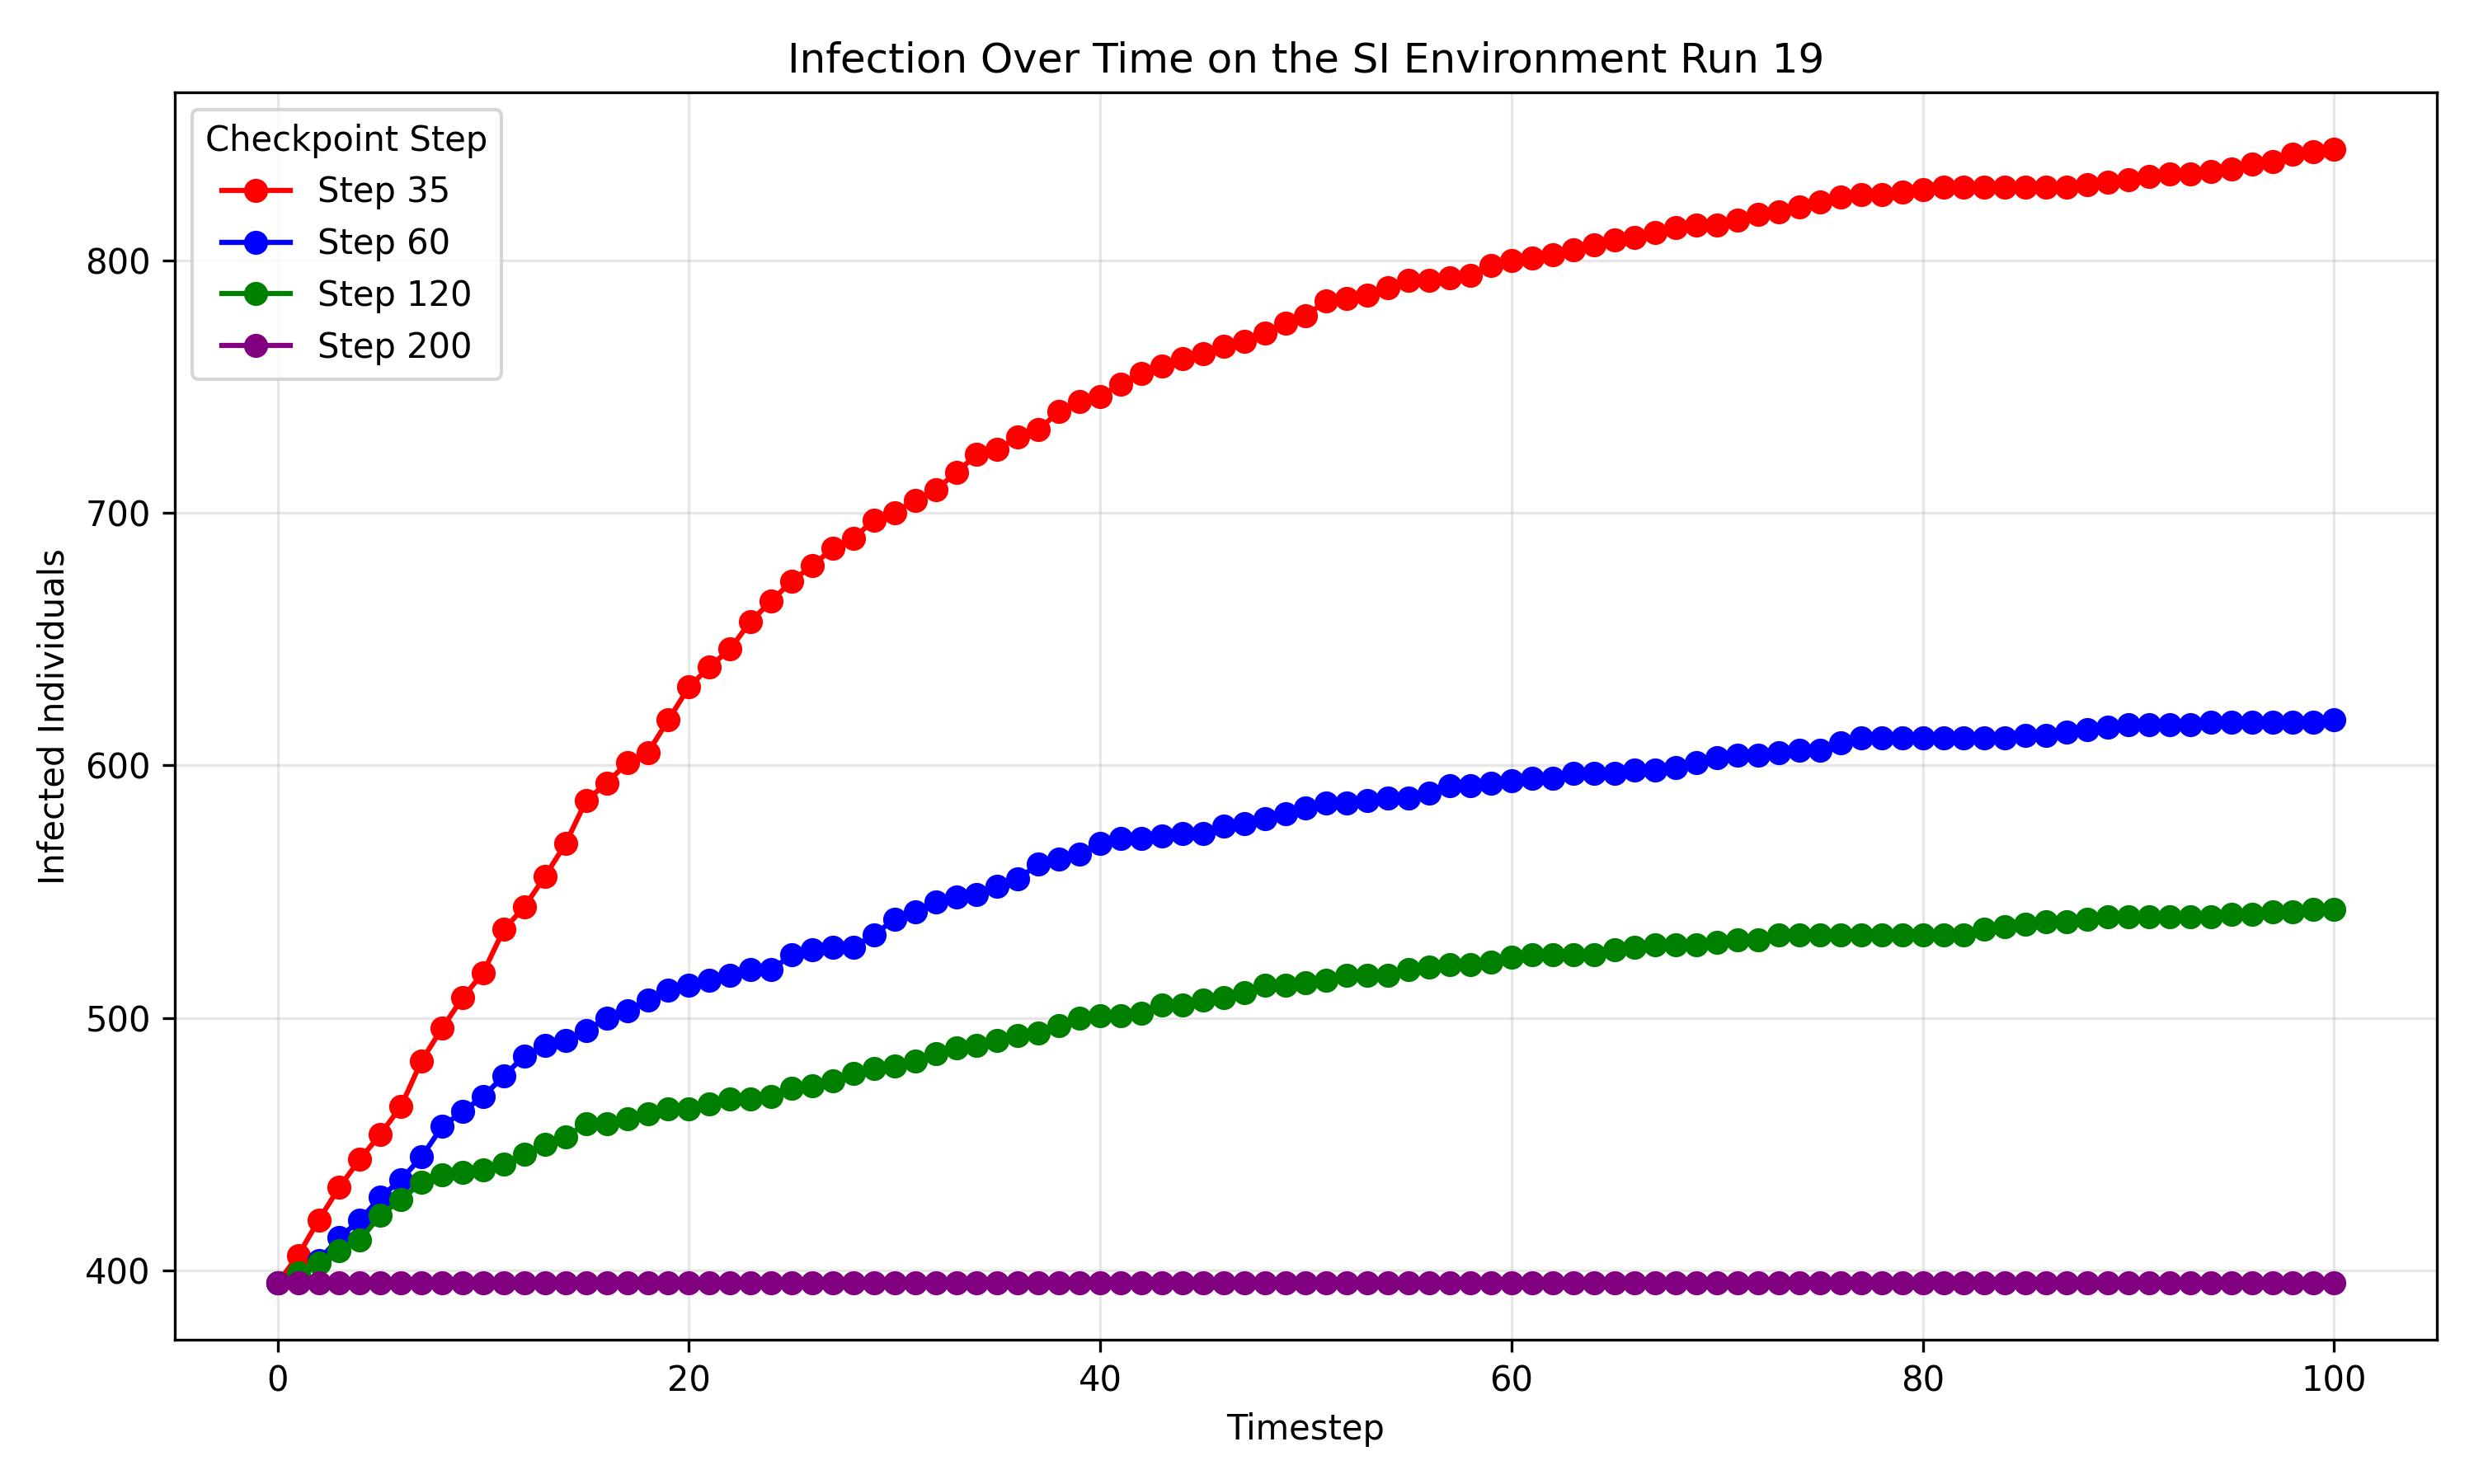 Infection Over Time on the SI Environment Run 19
Checkpoint Step
Step 35
Step 60
Step 120
Step 200
800
700
600
500
400
Infected Individuals
0 20 40 60 80 100
Timestep